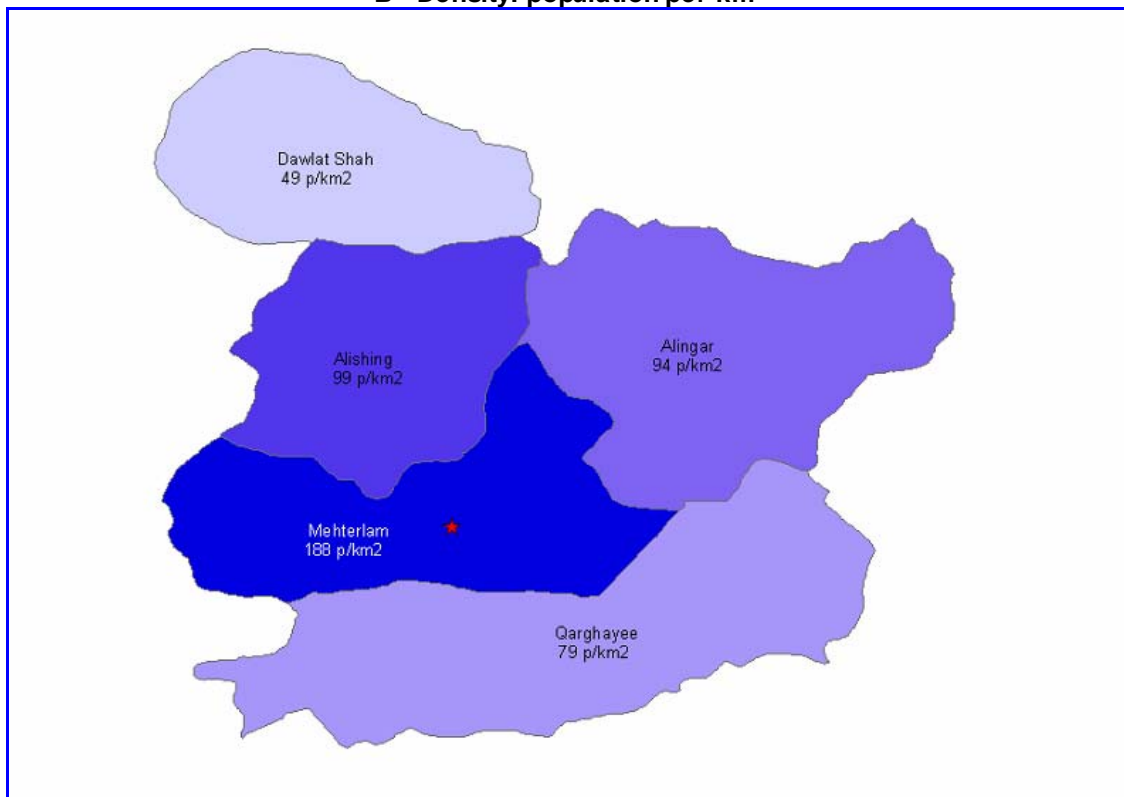 Dawlat Shah
49 p/km2
Alishing
99 p/km2
Alingar
94 p/km2
Mehterlam
188 p/km2
Qarghayee
79 p/km2